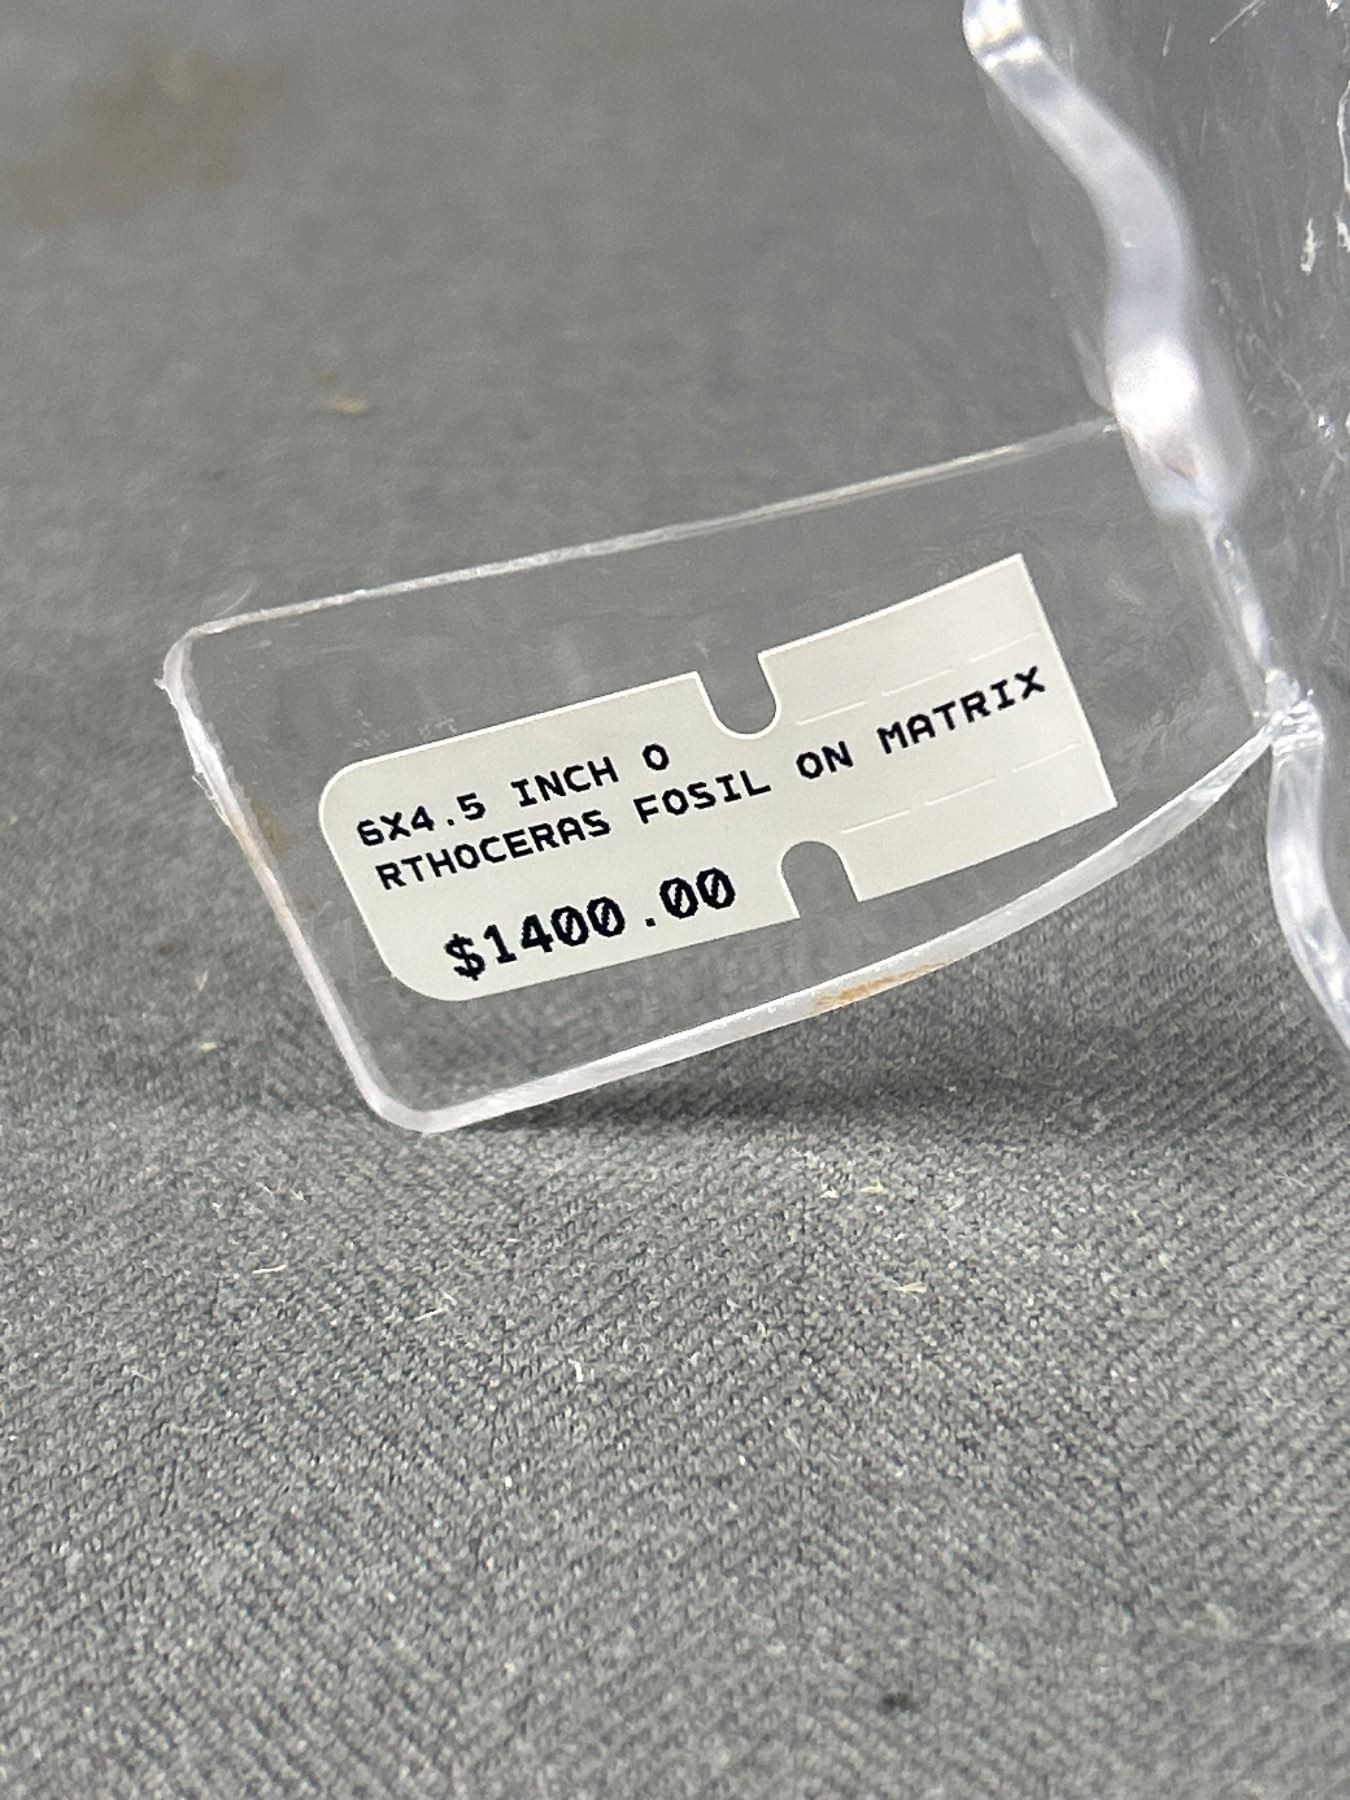 6X4.5 INCH O
RTHOCERAS FOSIL ON MATRIX
$1400.00